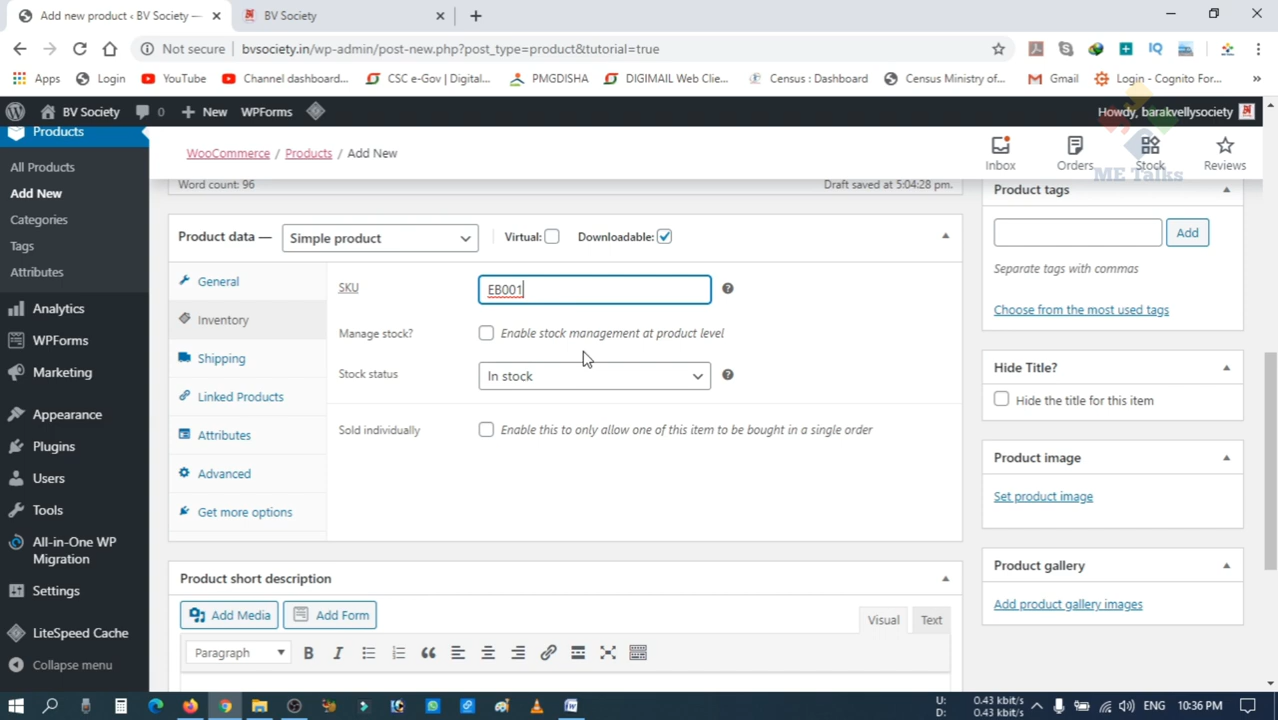 Add new product ‹ BV Society —
BV Society
Not secure
bvsociety.in/wp-admin/post-new.php?post_type=product&tutorial=true
Apps
Login
YouTube
Channel dashboard...
CSC e-Gov | Digital...
PMGDISHA
DIGIMAIL Web Clie...
Census : Dashboard
Census Ministry of...
Gmail
Login - Cognito For...
BV Society
0
New
WPForms
Howdy, barakvellysociety
Products
All Products
Add New
Categories
Tags
Attributes
Analytics
WPForms
Marketing
Appearance
Plugins
Users
Tools
All-in-One WP
Migration
Settings
LiteSpeed Cache
Collapse menu
WooCommerce / Products / Add New
Inbox
Orders
Stock
Reviews
ME Talks
Word count: 96
Draft saved at 5:04:28 pm.
Product data —
Simple product
Virtual:
Downloadable:
General
Inventory
Shipping
Linked Products
Attributes
Advanced
Get more options
SKU
EB001
Manage stock?
Enable stock management at product level
Stock status
In stock
Sold individually
Enable this to only allow one of this item to be bought in a single order
Product short description
Add Media
Add Form
Visual
Text
Paragraph
Product tags
Add
Separate tags with commas
Choose from the most used tags
Hide Title?
Hide the title for this item
Product image
Set product image
Product gallery
Add product gallery images
U: 0.43 kbit/s
D: 0.43 kbit/s
ENG
10:36 PM